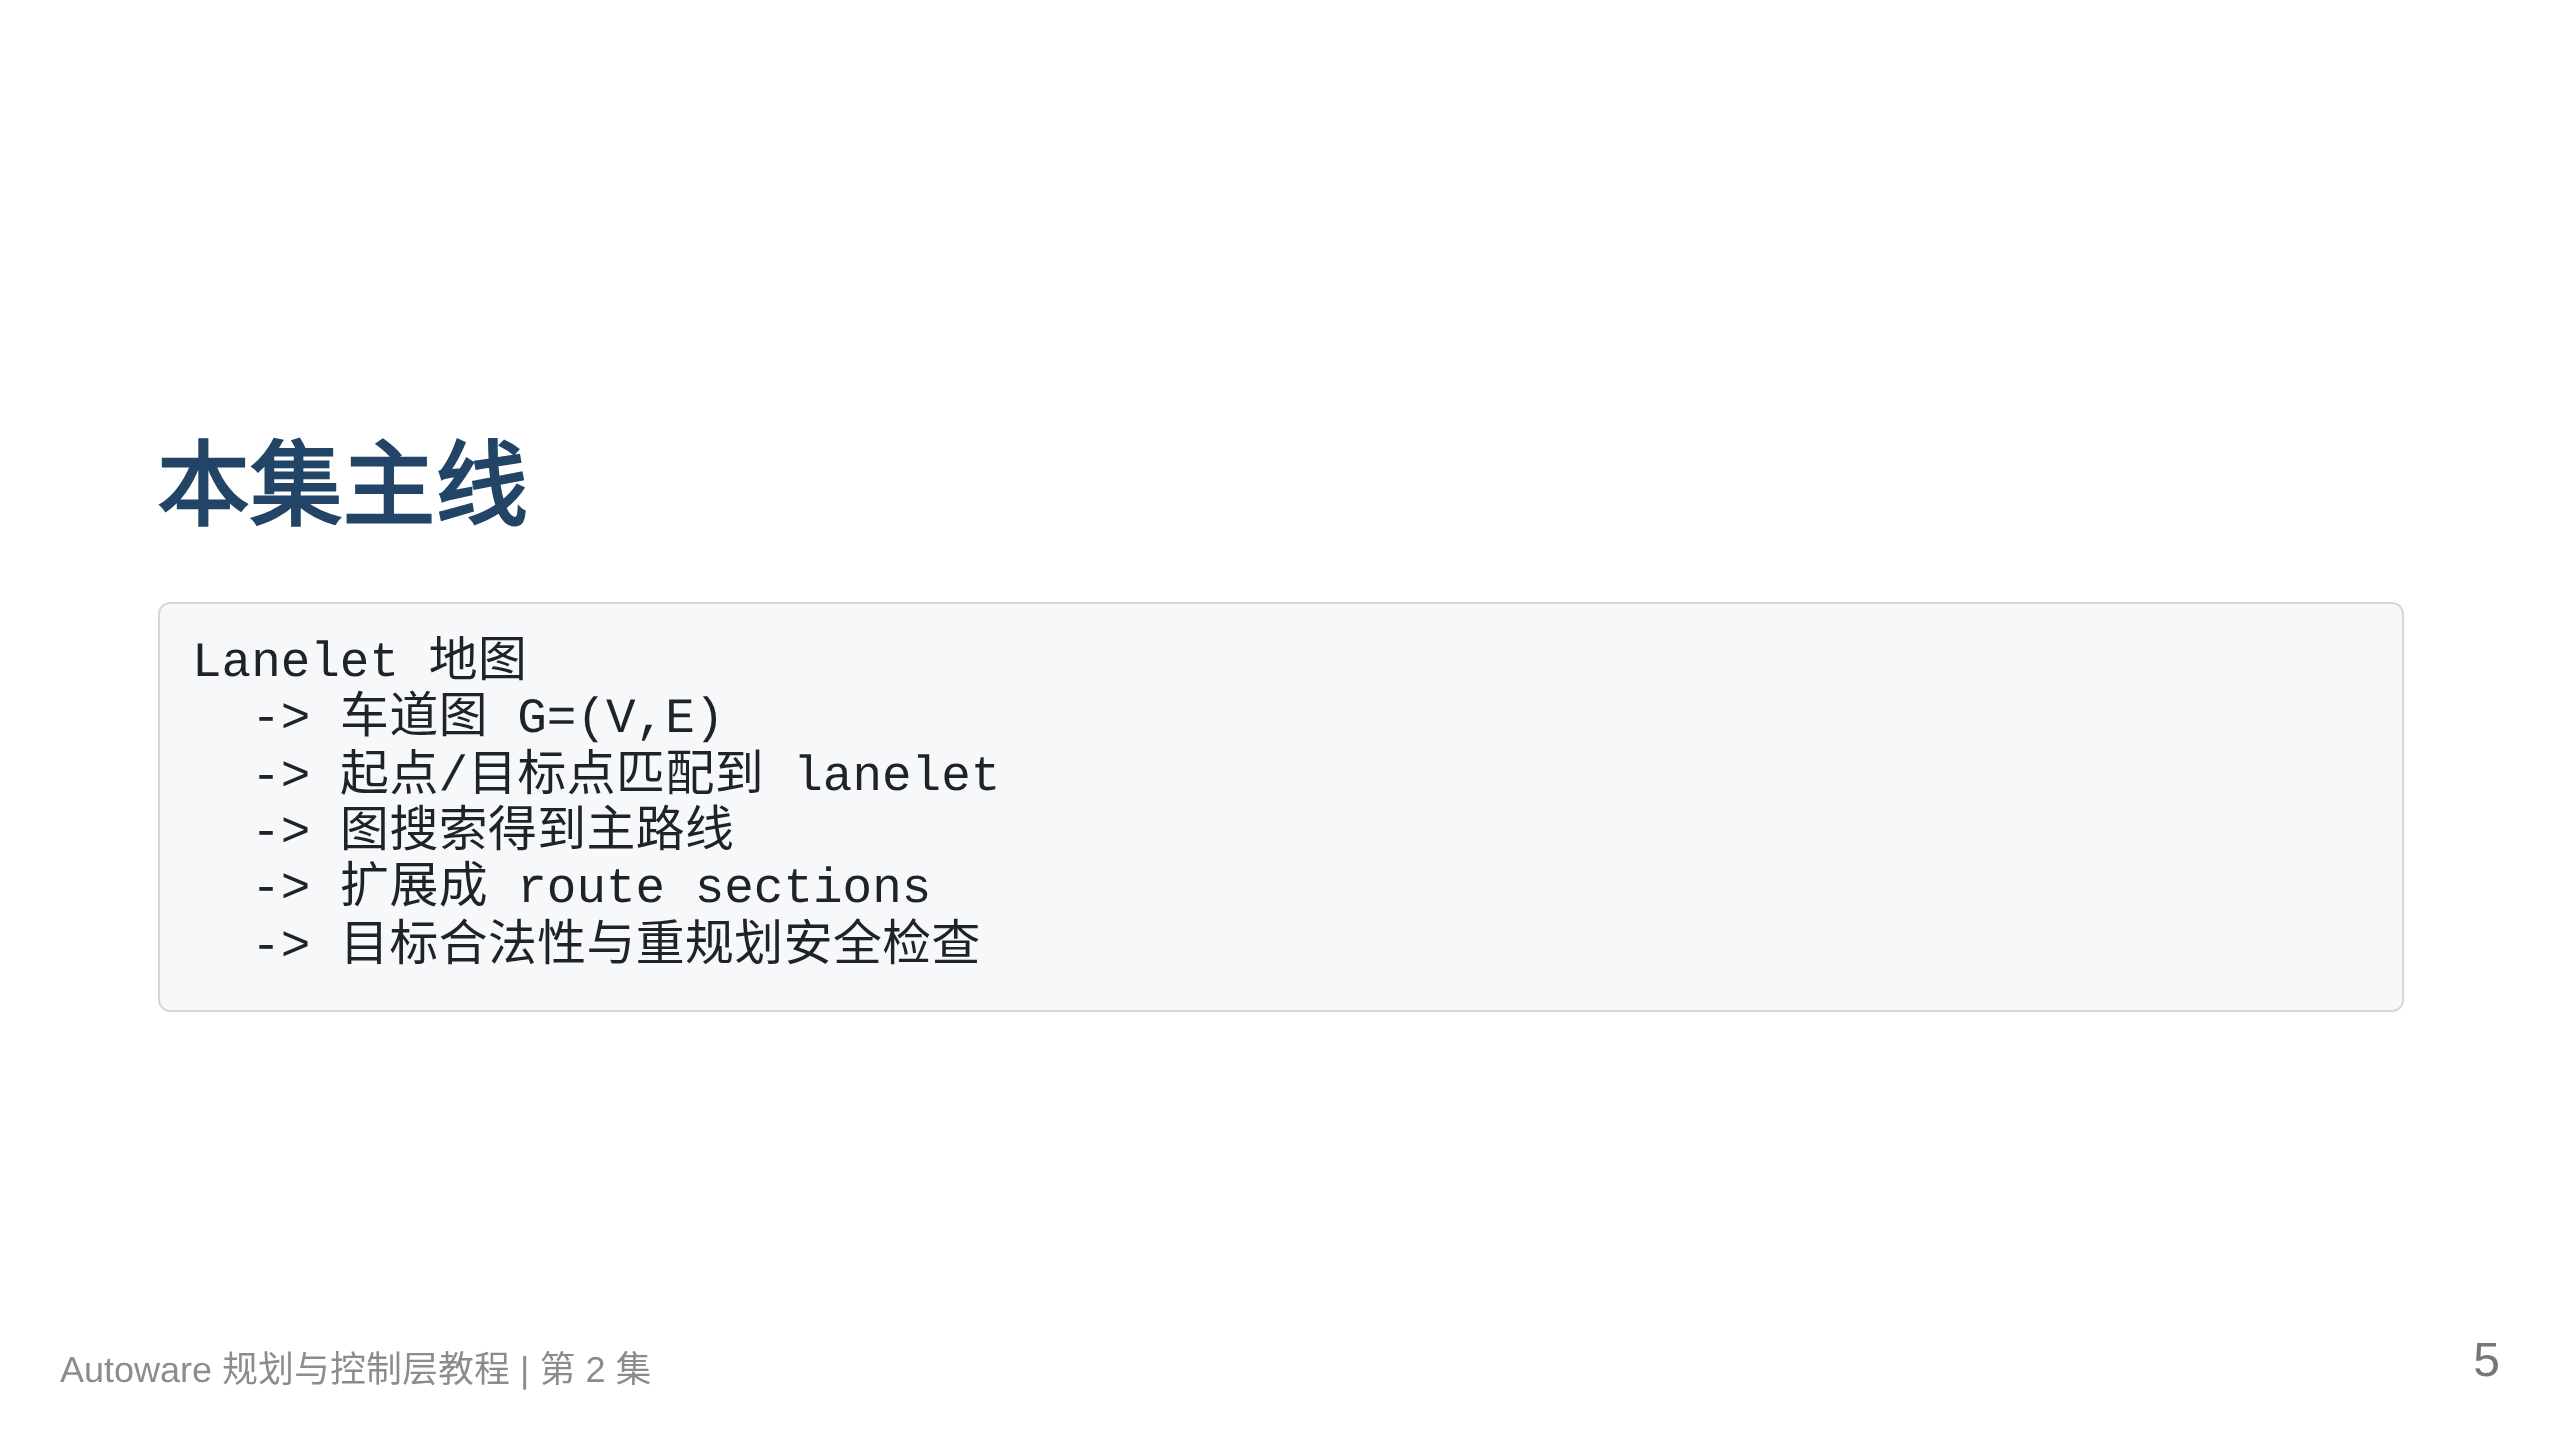 本集主线
Lanelet 地图
  -> 车道图 G=(V,E)
  -> 起点/目标点匹配到 lanelet
  -> 图搜索得到主路线
  -> 扩展成 route sections
  -> 目标合法性与重规划安全检查
Autoware 规划与控制层教程 | 第 2 集
5